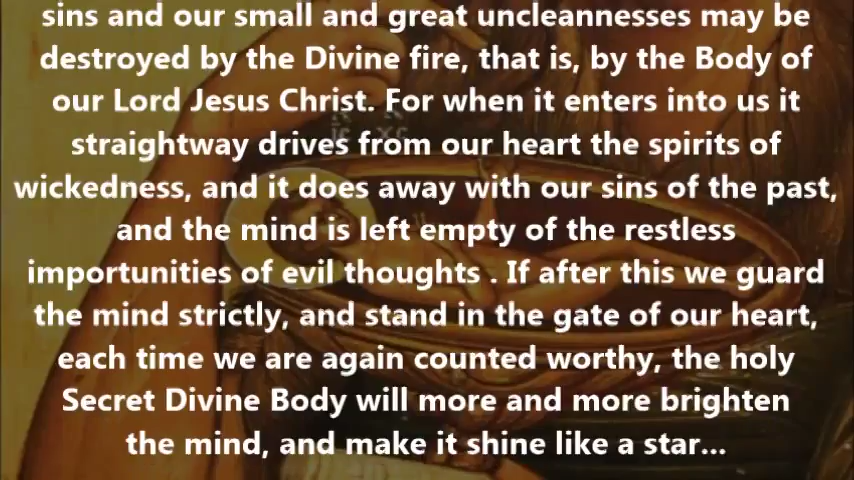 sins and our small and great uncleannesses may be
destroyed by the Divine fire, that is, by the Body of
our Lord Jesus Christ. For when it enters into us it
straightway drives from our heart the spirits of
wickedness, and it does away with our sins of the past,
and the mind is left empty of the restless
importunities of evil thoughts . If after this we guard
the mind strictly, and stand in the gate of our heart,
each time we are again counted worthy, the holy
Secret Divine Body will more and more brighten
the mind, and make it shine like a star...